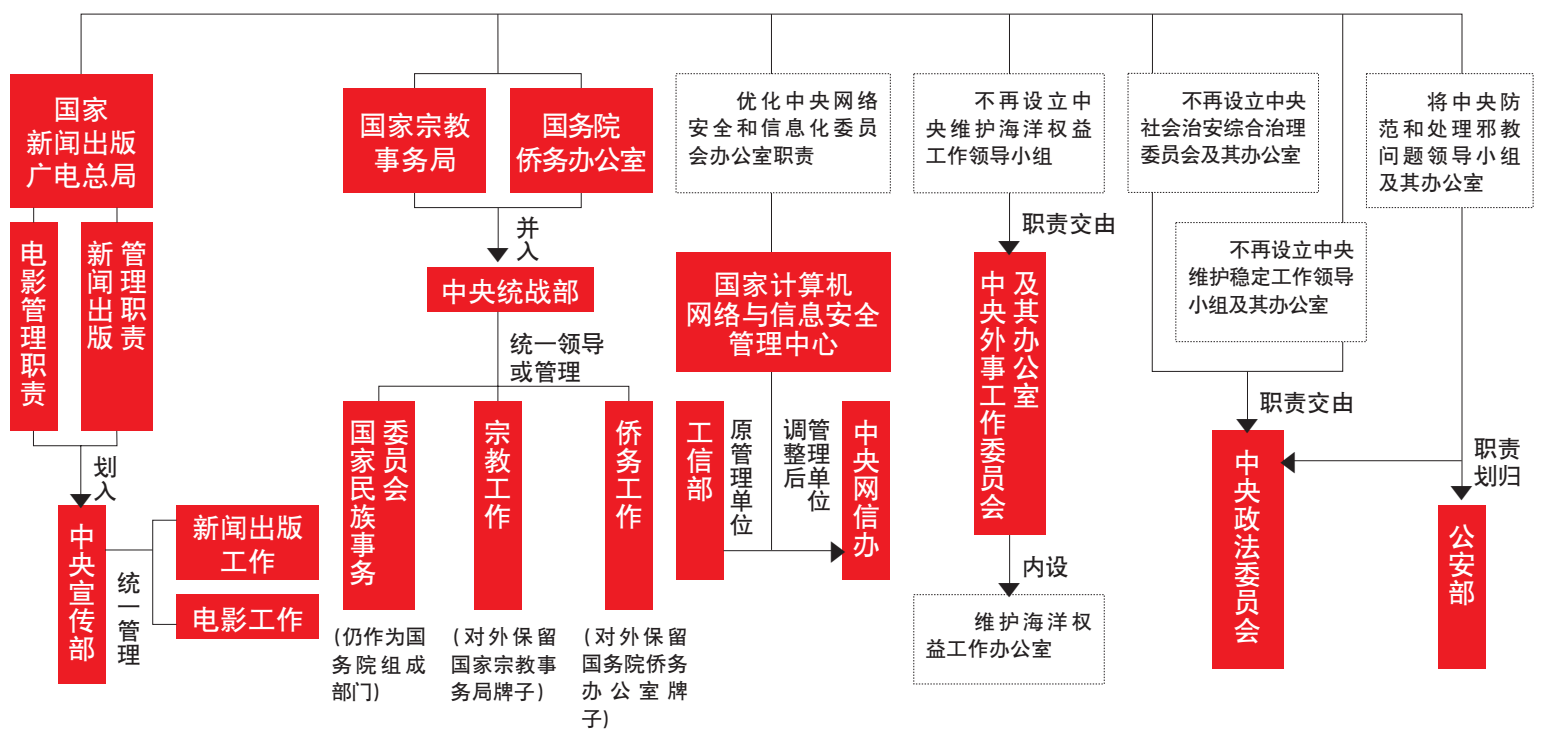 国家
新闻出版
广电总局
电影管理职责
新闻出版
管理职责
划入
中央宣传部
统一管理
新闻出版
工作
电影工作
国家宗教
事务局
国务院
侨务办公室
并入
中央统战部
统一领导
或管理
国家民族事务
委员会
(仍作为国
务院组成
部门)
宗教工作
(对外保留
国家宗教事
务局牌子)
侨务工作
(对外保留
国务院侨务
办公室牌
子)
优化中央网络
安全和信息化委员
会办公室职责
国家计算机
网络与信息安全
管理中心
工信部
原管理单位
调整后
管理单位
中央网信办
不再设立中
央维护海洋权益
工作领导小组
职责交由
中央外事工作委员会
及其办公室
内设
维护海洋权
益工作办公室
不再设立中央
社会治安综合治理
委员会及其办公室
不再设立中央
维护稳定工作领导
小组及其办公室
职责交由
中央政法委员会
将中央防
范和处理邪教
问题领导小组
及其办公室
职责
划归
公安部